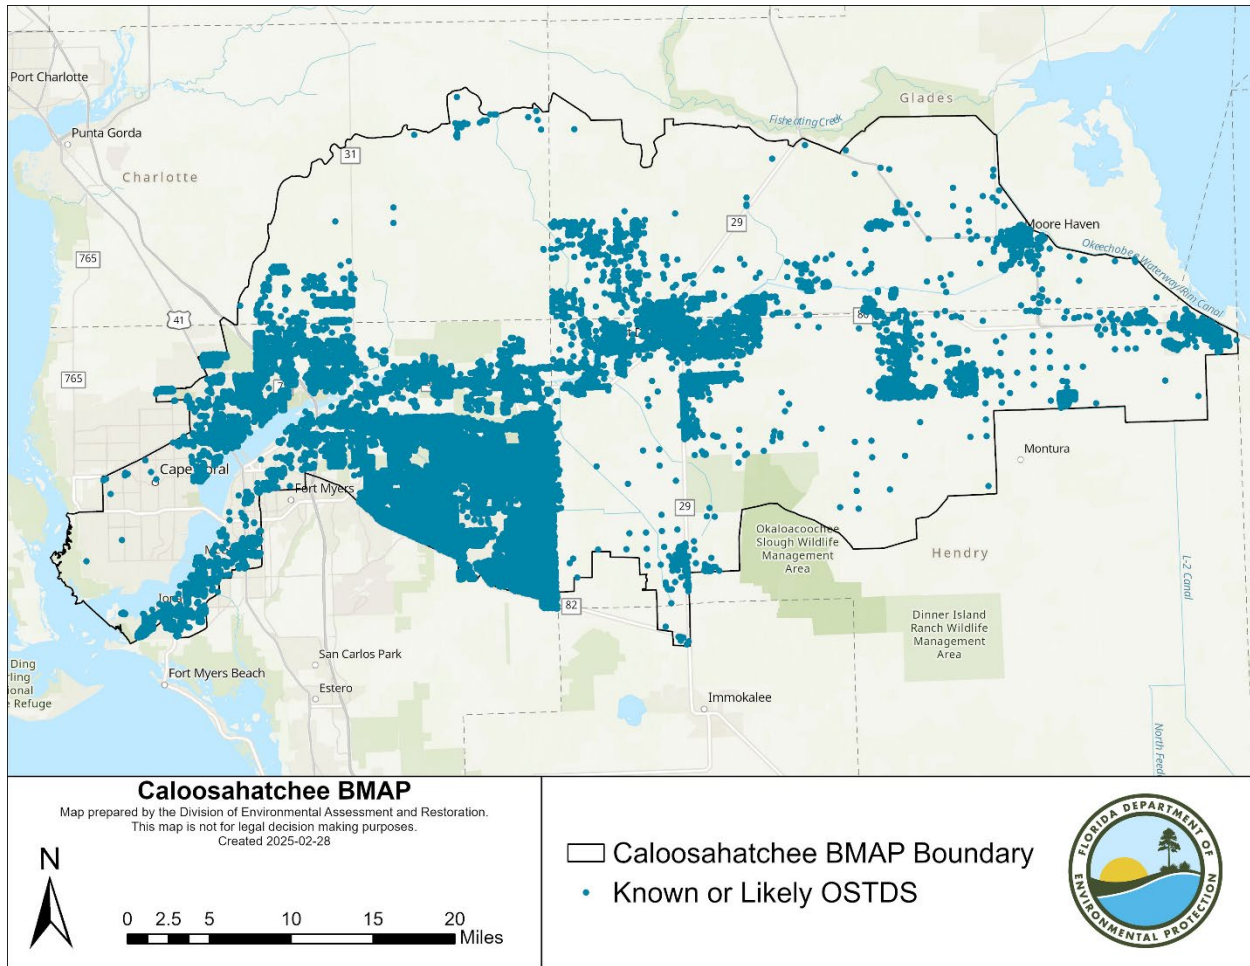 Port Charlotte
Glades
Fisheating Creek
Punta Gorda
31
Charlotte
29
Moore Haven
Okeechobee Waterway/Rim Canal
765
41
80
765
Cape Coral
Montura
Fort Myers
29
Okaloacoochee
Slough Wildlife
Management
Area
Hendry
L-2 Canal
82
Dinner Island
Ranch Wildlife
Management
Area
San Carlos Park
Ding
rling
ional
e Refuge
Fort Myers Beach
Estero
Immokalee
North Feed
Caloosahatchee BMAP
Map prepared by the Division of Environmental Assessment and Restoration.
This map is not for legal decision making purposes.
Created 2025-02-28
N
0 2.5 5 10 15 20
Miles
Caloosahatchee BMAP Boundary
Known or Likely OSTDS
FLORIDA DEPARTMENT OF
ENVIRONMENTAL PROTECTION